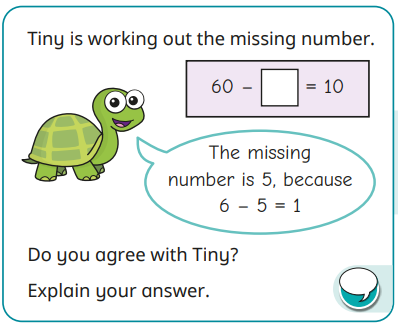 Tiny is working out the missing number.
60 – □ = 10
The missing
number is 5, because
6 – 5 = 1
Do you agree with Tiny?
Explain your answer.